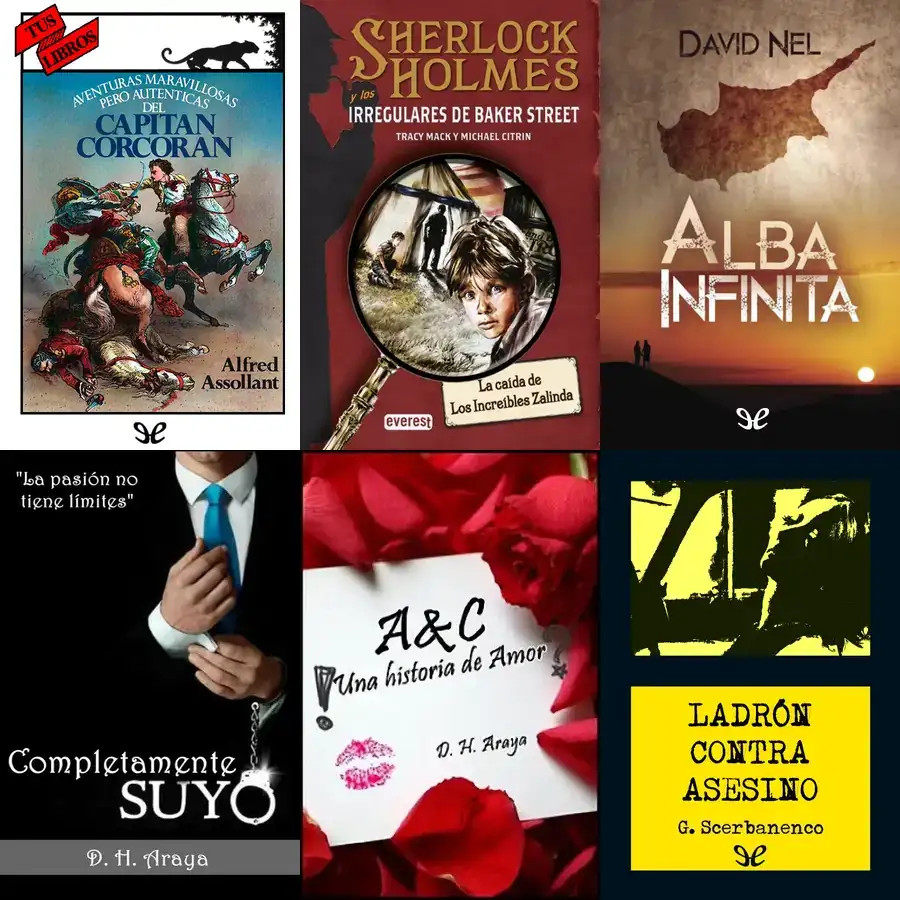 TUS
LIBROS
AVENTURAS MARAVILLOSAS
PERO AUTENTICAS
DEL
CAPITAN
CORCORAN
Alfred
Assollant
SHERLOCK
HOLMES
y los
IRREGULARES DE BAKER STREET
TRACY MACK Y MICHAEL CITRIN
La caída de
Los Increíbles Zalinda
everest
DAVID NEL
ALBA
INFINITA
"La pasión no
tiene límites"
Completamente
SUYO
D. H. Araya
A&C
Una historia de Amor
D. H. Araya
LADRÓN
CONTRA
ASESINO
G. Scerbanenco